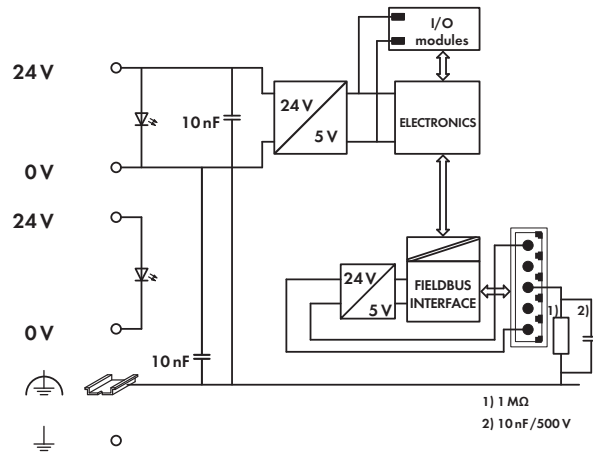 I/O
modules
24 V
24 V
10 nF
5 V
ELECTRONICS
0 V
24 V
24 V
5 V
FIELDBUS
INTERFACE
1)
2)
0 V
10 nF
1) 1 MΩ
2) 10 nF/500 V